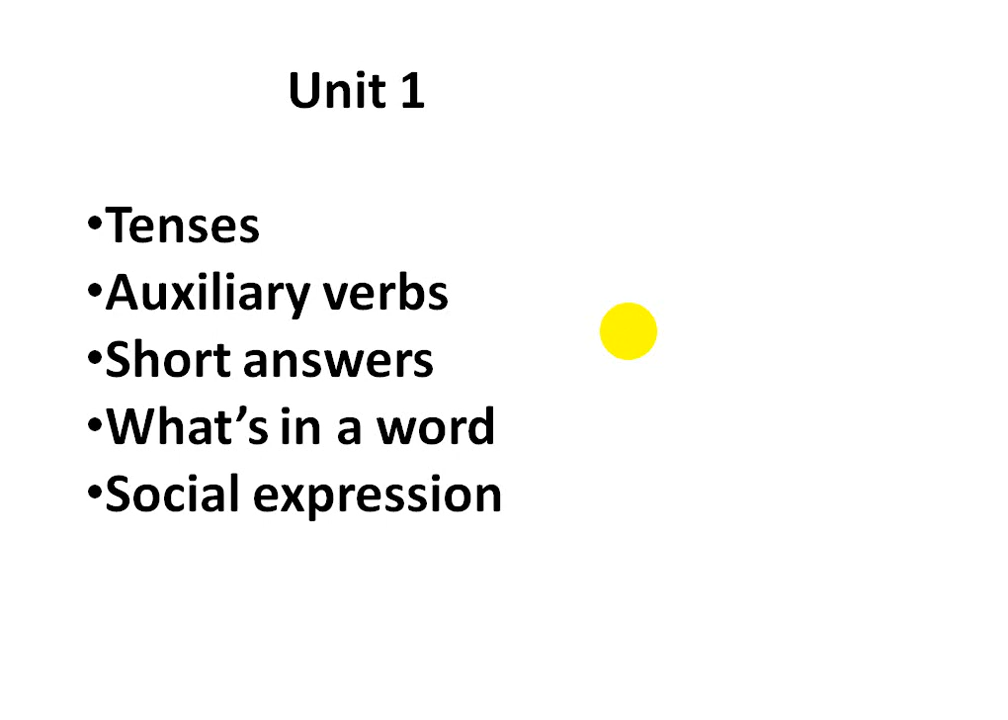 Unit 1
•Tenses
•Auxiliary verbs
•Short answers
•What’s in a word
•Social expression